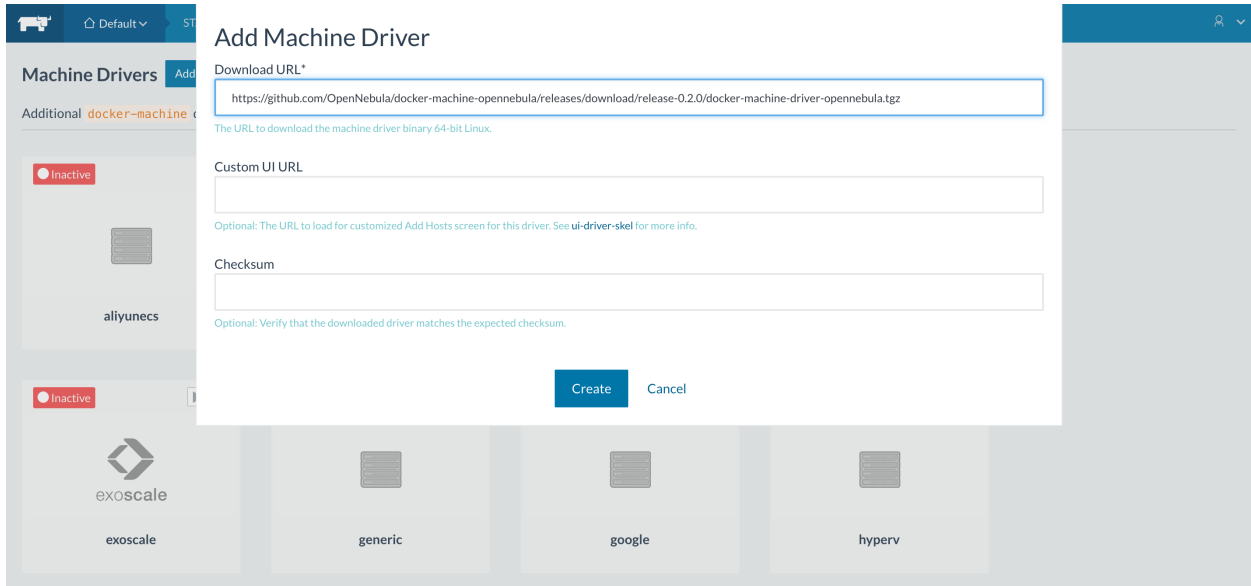 Default
ST
Add Machine Driver
Machine Drivers
Add
Download URL*
https://github.com/OpenNebula/docker-machine-opennebula/releases/download/release-0.2.0/docker-machine-driver-opennebula.tgz
Additional docker-machine
The URL to download the machine driver binary 64-bit Linux.
Inactive
Custom UI URL
Optional: The URL to load for customized Add Hosts screen for this driver. See ui-driver-skel for more info.
Checksum
aliyunecs
Optional: Verify that the downloaded driver matches the expected checksum.
Create
Cancel
Inactive
exoscale
exoscale
generic
google
hyperv